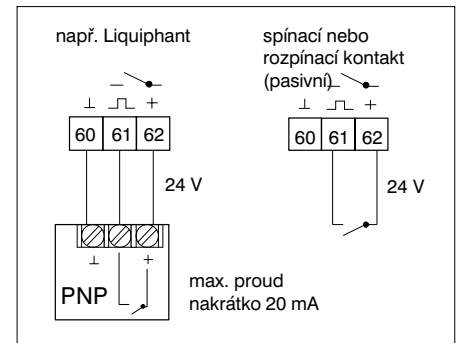 např. Liquiphant
spínací nebo
rozpínací kontakt
(pasivní)
⊥ +
60 61 62
24 V
⊥ +
PNP
max. proud
nakrátko 20 mA
⊥ +
60 61 62
24 V